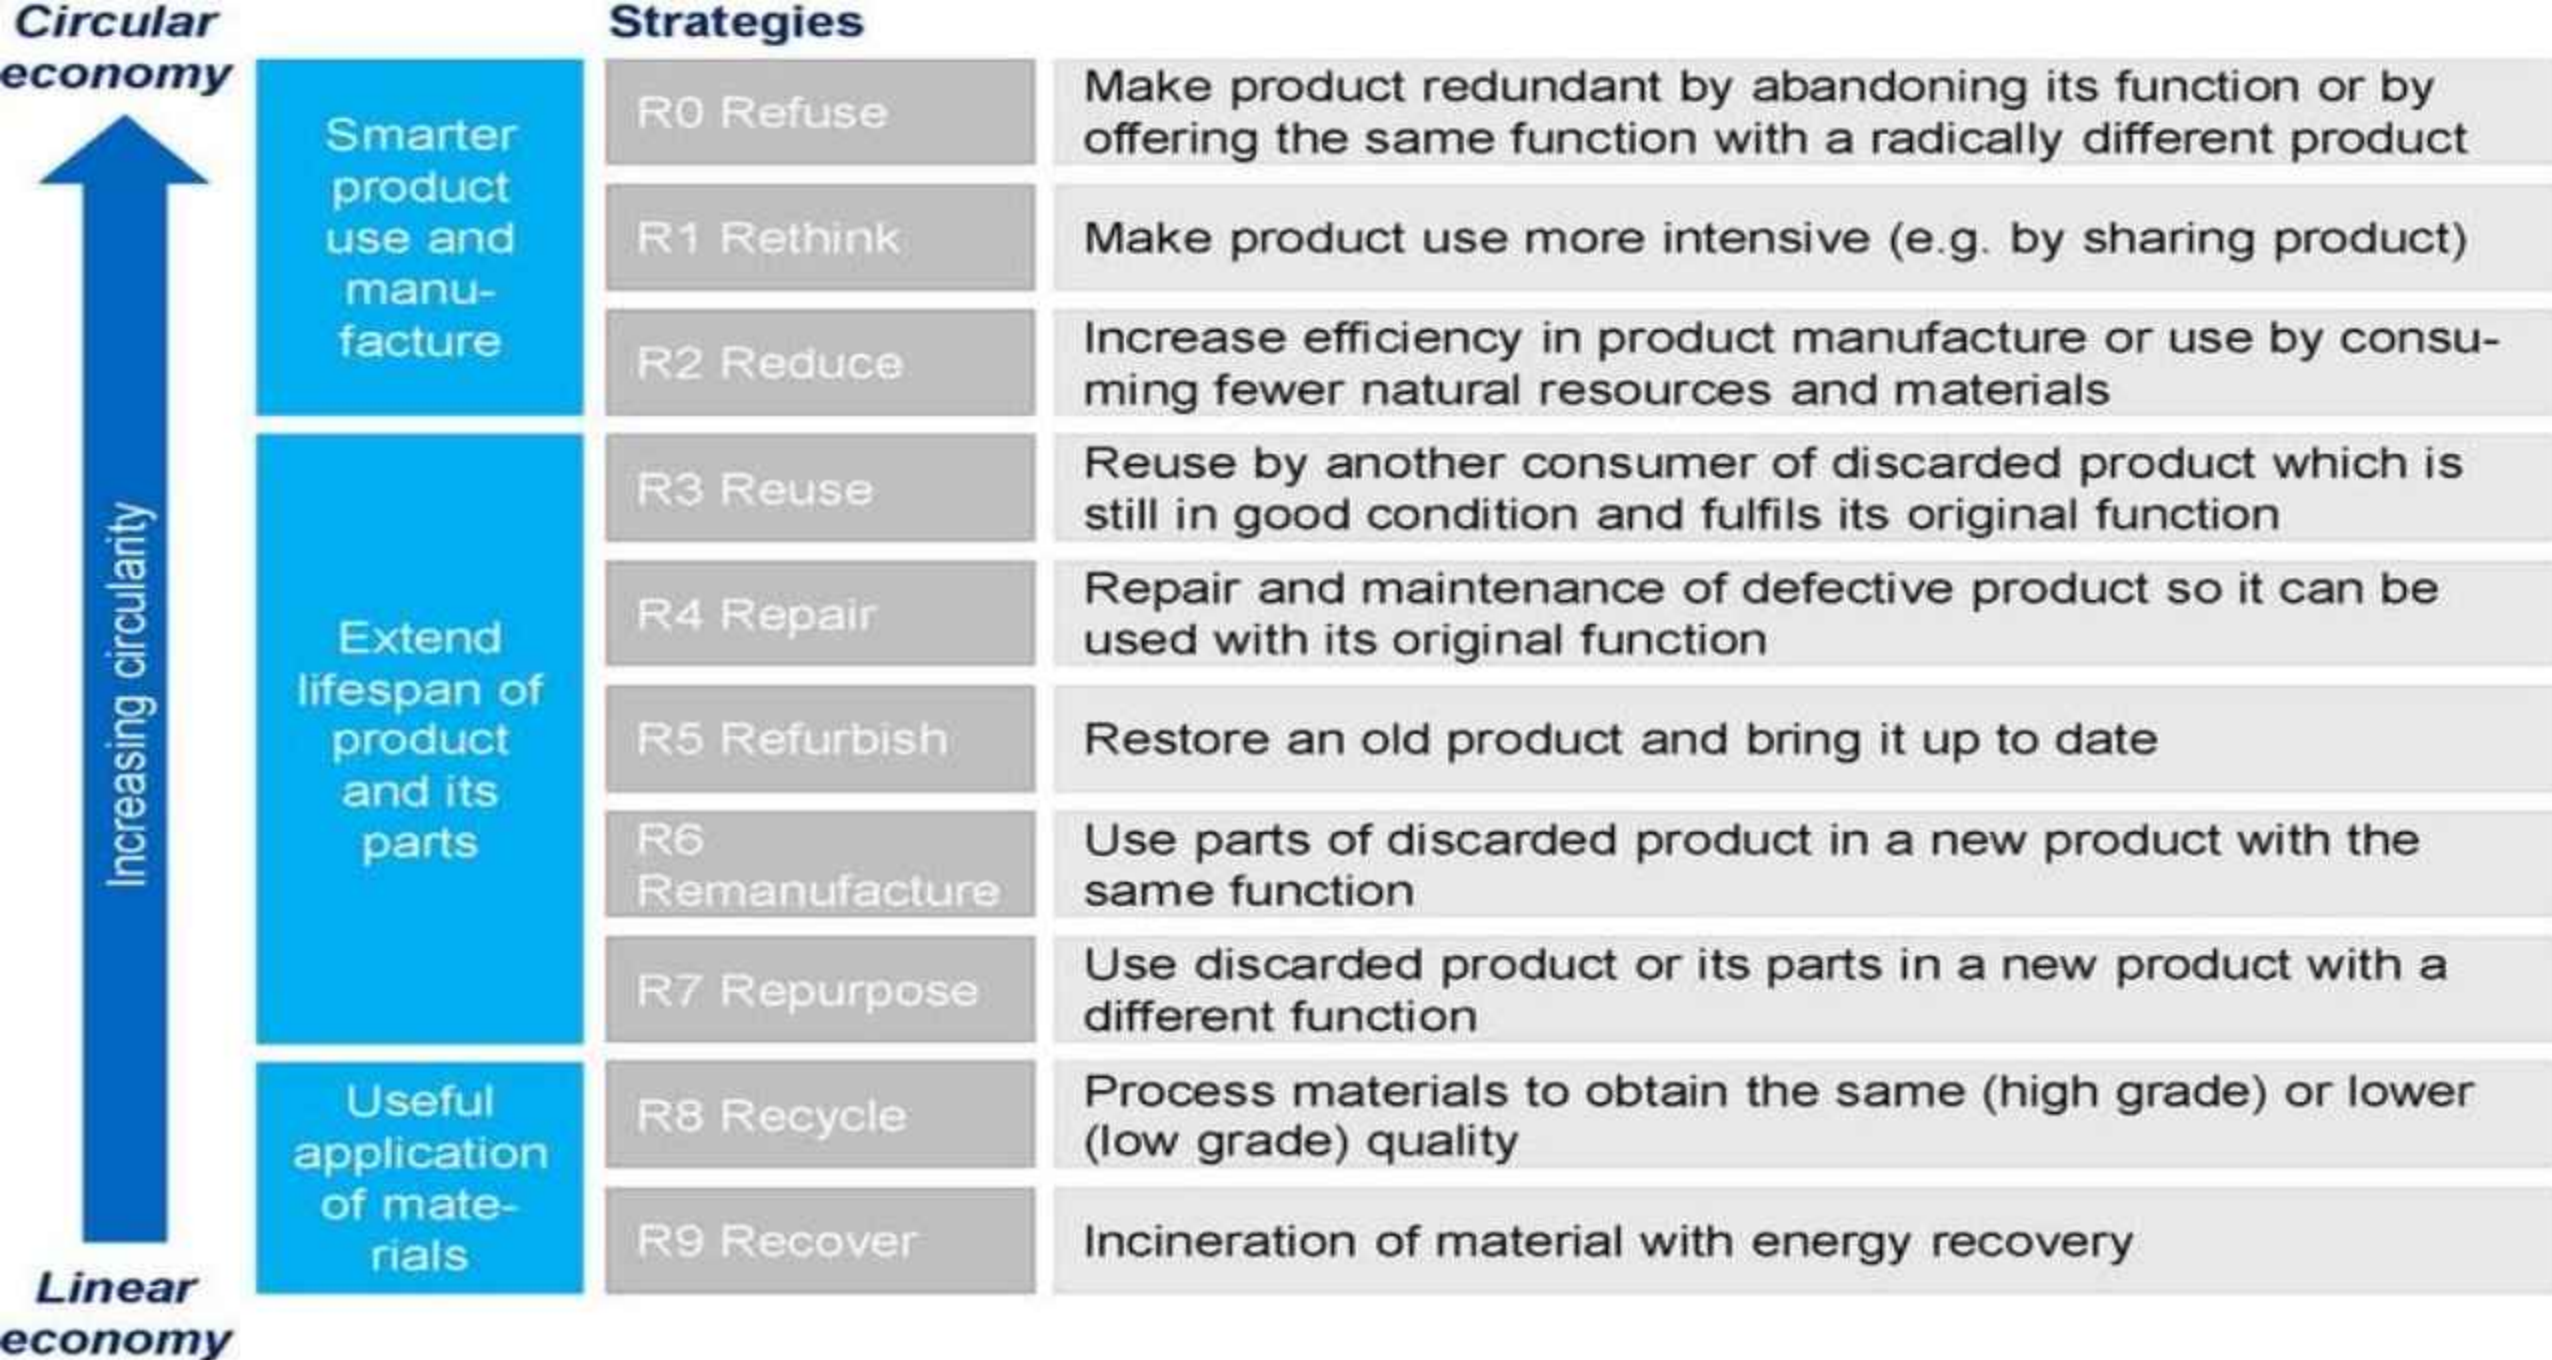 Circular
economy
Strategies
Increasing circularity
Linear
economy
Smarter
product
use and
manu-
facture
R0 Refuse
Make product redundant by abandoning its function or by
offering the same function with a radically different product
R1 Rethink
Make product use more intensive (e.g. by sharing product)
R2 Reduce
Increase efficiency in product manufacture or use by consu-
ming fewer natural resources and materials
Extend
lifespan of
product
and its
parts
R3 Reuse
Reuse by another consumer of discarded product which is
still in good condition and fulfils its original function
R4 Repair
Repair and maintenance of defective product so it can be
used with its original function
R5 Refurbish
Restore an old product and bring it up to date
R6
Remanufacture
Use parts of discarded product in a new product with the
same function
R7 Repurpose
Use discarded product or its parts in a new product with a
different function
Useful
application
of mate-
rials
R8 Recycle
Process materials to obtain the same (high grade) or lower
(low grade) quality
R9 Recover
Incineration of material with energy recovery